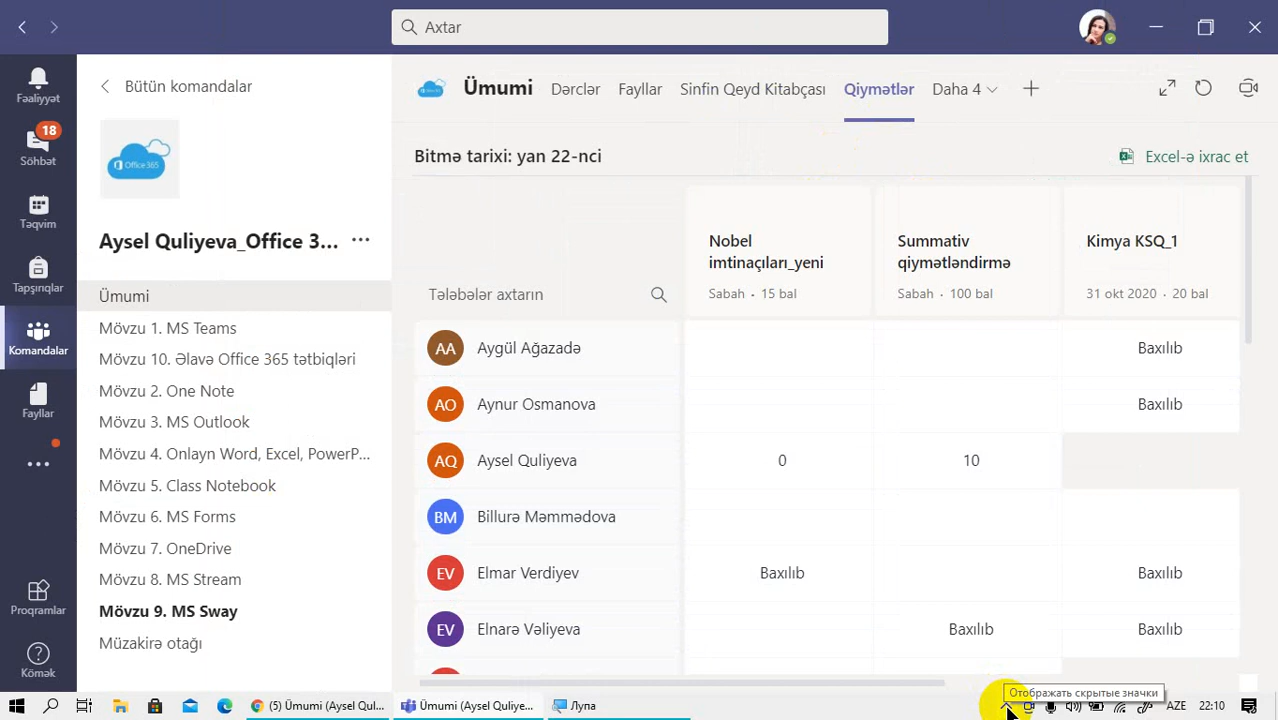 Axtar
Fəaliyyət
18
Söhbət
Təqvim
Tapşırıqlar
Komandalar
Fayllar
Proqramlar
Kömək
Bütün komandalar
Office 365
Aysel Quliyeva_Office 3...
Ümumi
Mövzu 1. MS Teams
Mövzu 10. Əlavə Office 365 tətbiqləri
Mövzu 2. One Note
Mövzu 3. MS Outlook
Mövzu 4. Onlayn Word, Excel, PowerP...
Mövzu 5. Class Notebook
Mövzu 6. MS Forms
Mövzu 7. OneDrive
Mövzu 8. MS Stream
Mövzu 9. MS Sway
Müzakirə otağı
Ümumi Dərclər Fayllar Sinfin Qeyd Kitabçası Qiymətlər Daha 4
Bitmə tarixi: yan 22-nci Excel-ə ixrac et
Tələbələr axtarın
Nobel
imtinaçıları_yeni
Sabah • 15 bal
Summativ
qiymətləndirmə
Sabah • 100 bal
Kimya KSQ_1
31 okt 2020 • 20 bal
AA Aygül Ağazadə Baxılıb
AO Aynur Osmanova Baxılıb
AQ Aysel Quliyeva 0 10
BM Billurə Məmmədova
EV Elmar Verdiyev Baxılıb Baxılıb
EV Elnarə Vəliyeva Baxılıb Baxılıb
Отображать скрытые значки
(5) Ümumi (Aysel Qul... Ümumi (Aysel Quliye... Лупа AZE 22:10